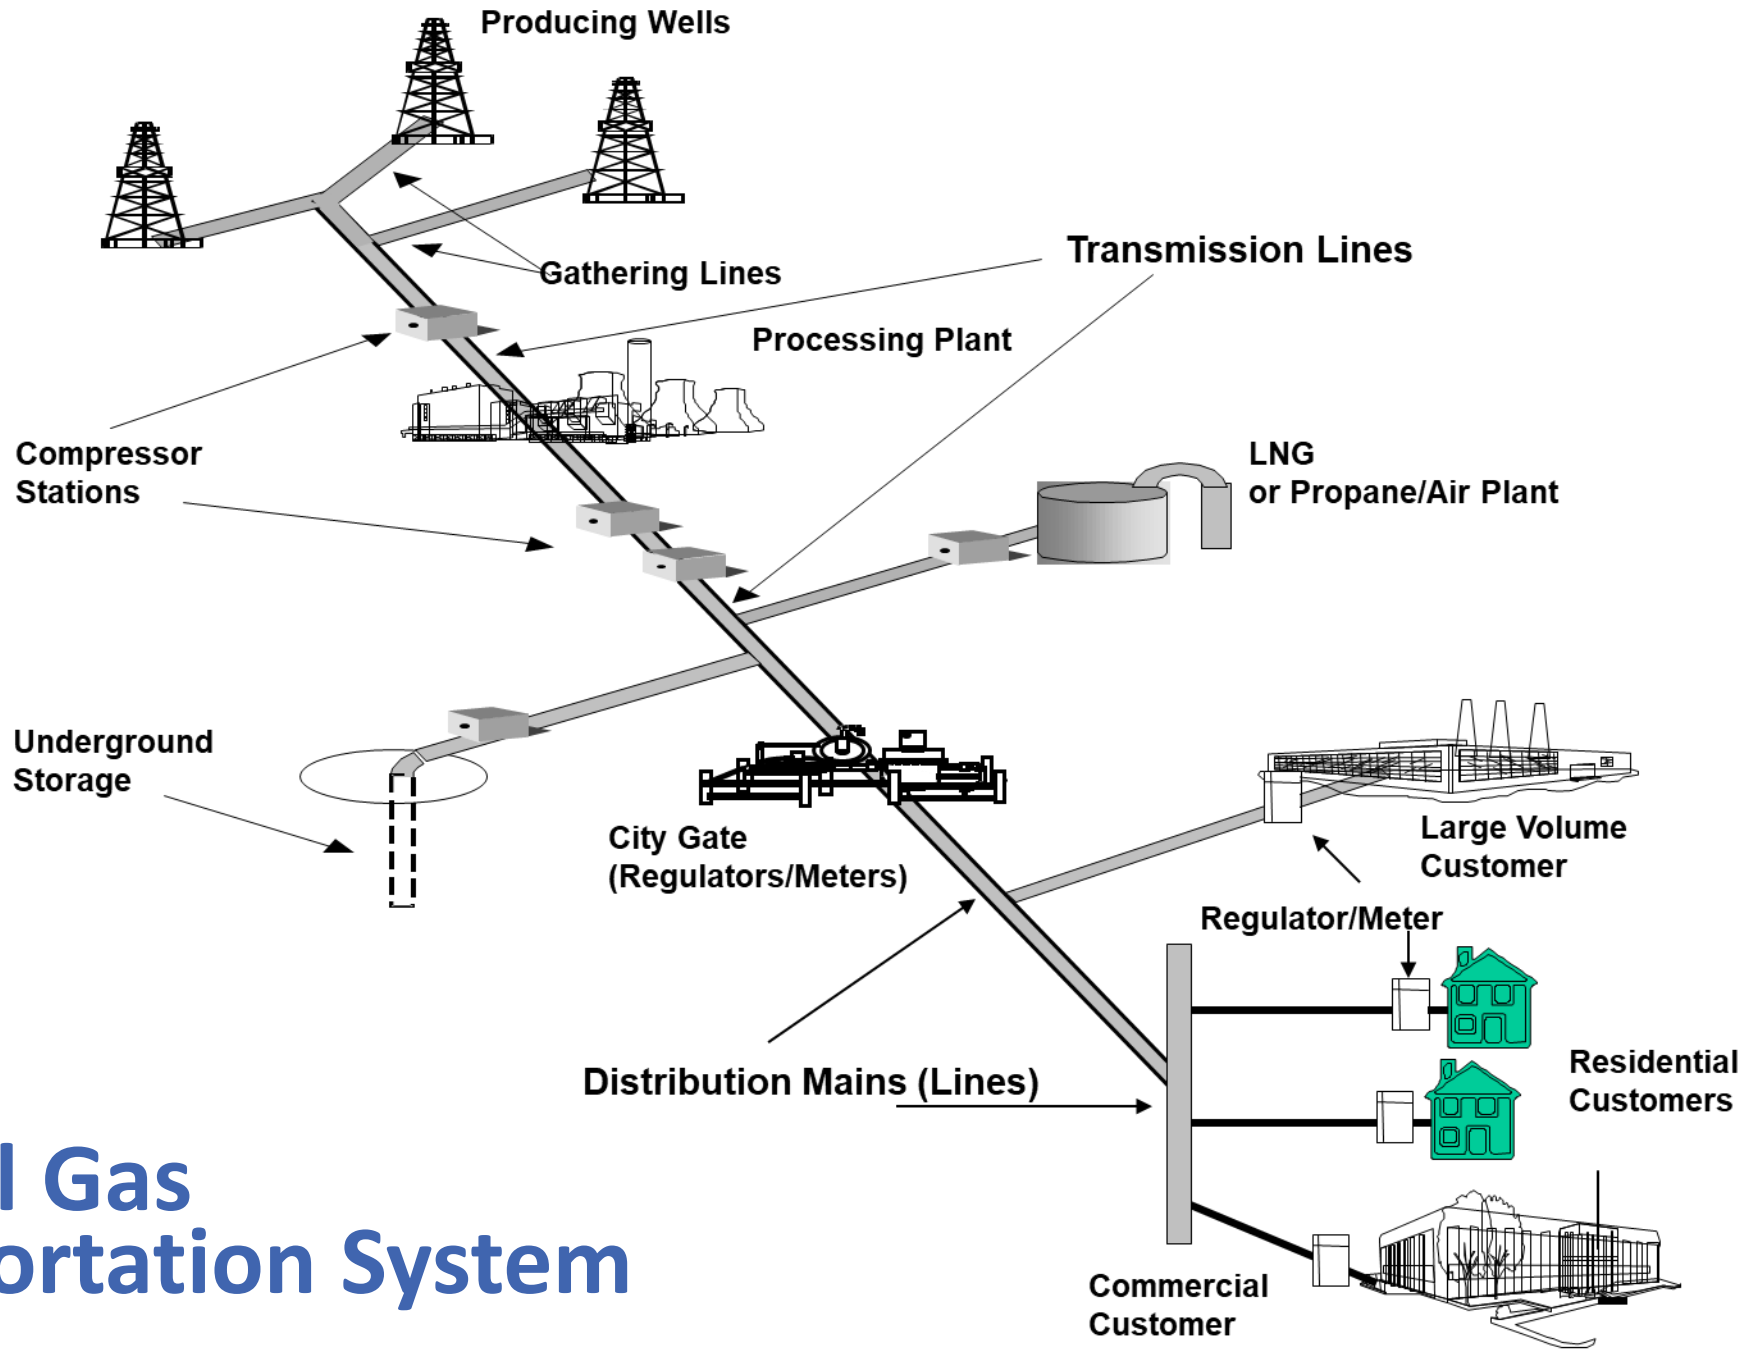 Producing Wells
Gathering Lines
Transmission Lines
Processing Plant
Compressor
Stations
LNG
or Propane/Air Plant
Underground
Storage
City Gate
(Regulators/Meters)
Large Volume
Customer
Regulator/Meter
Distribution Mains (Lines)
Residential
Customers
l Gas
ortation System
Commercial
Customer